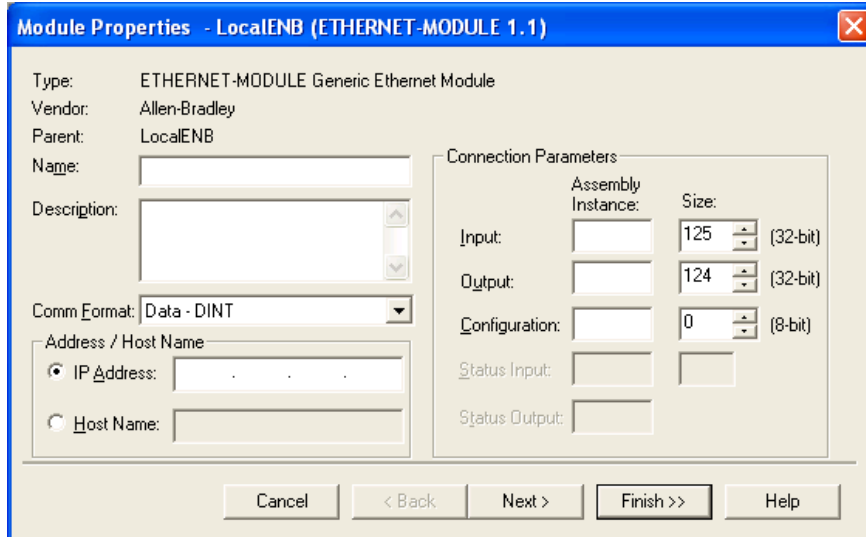 Module Properties - LocalENB (ETHERNET-MODULE 1.1)
Type: ETHERNET-MODULE Generic Ethernet Module
Vendor: Allen-Bradley
Parent: LocalENB
Name:
Description:
Comm Format: Data - DINT
Address / Host Name
IP Address: . . .
Host Name:
Connection Parameters
Assembly
Instance: Size:
Input: 125 (32-bit)
Output: 124 (32-bit)
Configuration: 0 (8-bit)
Status Input:
Status Output:
Cancel < Back Next > Finish >> Help